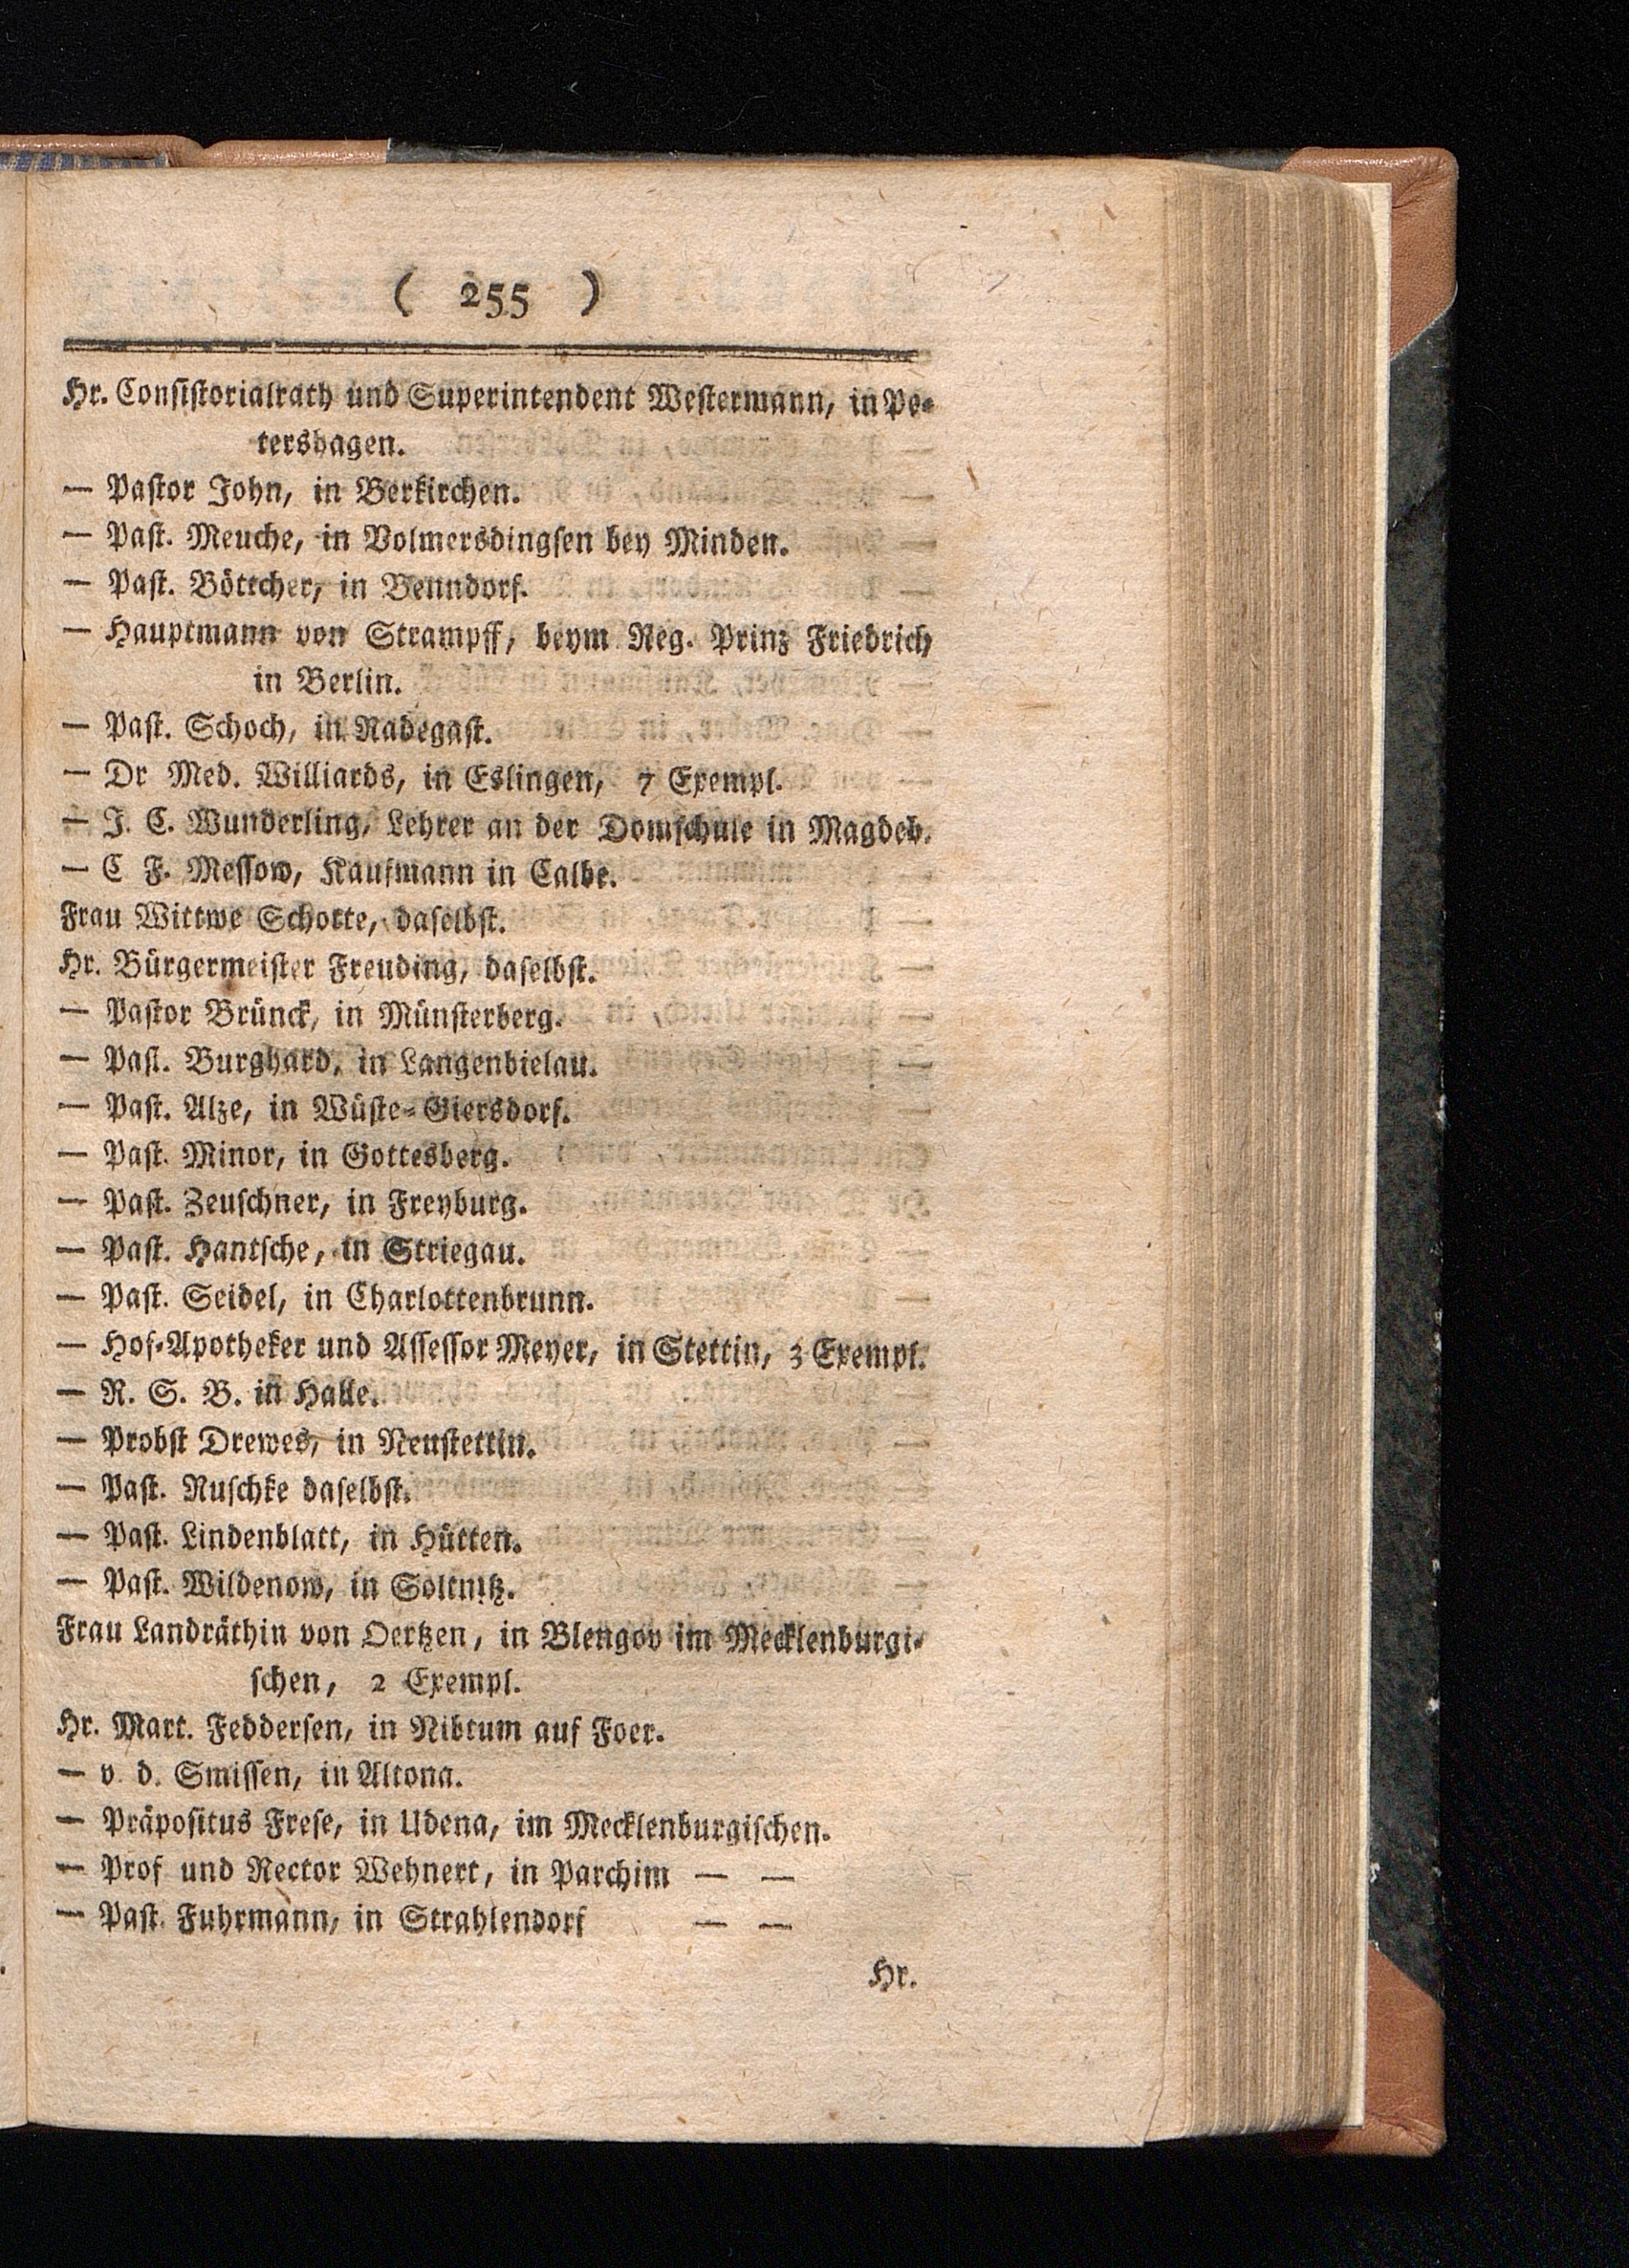 ( 255 )
Hr. Consistorialrath und Superintendent Westermann, in Pe-
tershagen.
— Pastor John, in Berkirchen.
— Past. Meuche, in Volmersdingsen bey Minden.
— Past. Böttcher, in Benndorf.
— Hauptmann von Strampff, beym Reg. Prinz Friedrich
in Berlin.
— Past. Schoch, in Radegast.
— Dr Med. Williards, in Eslingen, 7 Exempl.
— J. C. Wunderling, Lehrer an der Domschule in Magdeb.
— C F. Messow, Kaufmann in Calbe.
Frau Wittwe Schotte, daselbst.
Hr. Bürgermeister Freuding, daselbst.
— Pastor Brünck, in Münsterberg.
— Past. Burghard, in Langenbielau.
— Past. Alze, in Wüste-Giersdorf.
— Past. Minor, in Gottesberg.
— Past. Zeuschner, in Freyburg.
— Past. Hantsche, in Striegau.
— Past. Seidel, in Charlottenbrunn.
— Hof-Apotheker und Assessor Meyer, in Stettin, 3 Exempl.
— R. S. B. in Halle.
— Probst Drewes, in Neustettin.
— Past. Ruschke daselbst.
— Past. Lindenblatt, in Hütten.
— Past. Wildenow, in Soltnitz.
Frau Landräthin von Oertzen, in Blengov im Mecklenburgi-
schen, 2 Exempl.
Hr. Mart. Feddersen, in Nibtum auf Foer.
— v. d. Smissen, in Altona.
— Präpositus Frese, in Udena, im Mecklenburgischen.
— Prof und Rector Wehnert, in Parchim — —
— Past. Fuhrmann, in Strahlendorf — —
Hr.